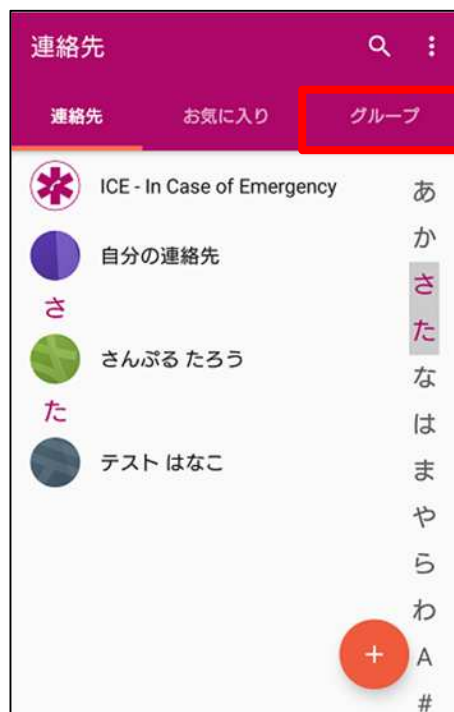 連絡先
連絡先 お気に入り グループ
ICE - In Case of Emergency
自分の連絡先
さ
さんぷる たろう
た
テスト はなこ
あ
か
さ
た
な
は
ま
や
ら
わ
A
#
+